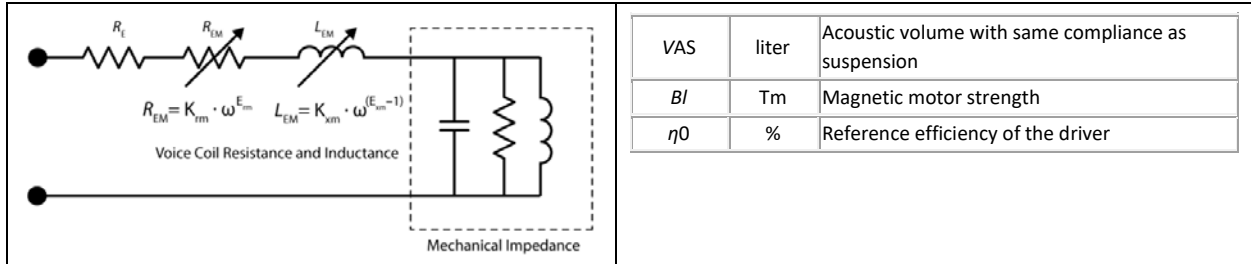 R_E R_EM L_EM
R_EM = K_rm · ω^(E_rm) L_EM = K_xm · ω^(E_xm−1)
Voice Coil Resistance and Inductance
Mechanical Impedance
VAS liter Acoustic volume with same compliance as
suspension
Bl Tm Magnetic motor strength
η0 % Reference efficiency of the driver